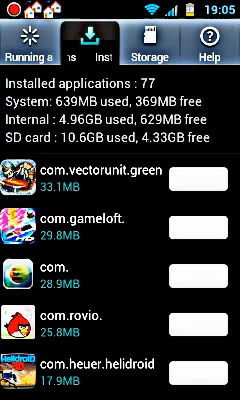 19:05
Running a
ns Inst
Storage
Help
Installed applications : 77
System: 639MB used, 369MB free
Internal : 4.96GB used, 629MB free
SD card : 10.6GB used, 4.33GB free
com.vectorunit.green
33.1MB
com.gameloft.
29.8MB
HD
com.
28.9MB
com.rovio.
25.8MB
com.heuer.helidroid
17.9MB
HELIDROID